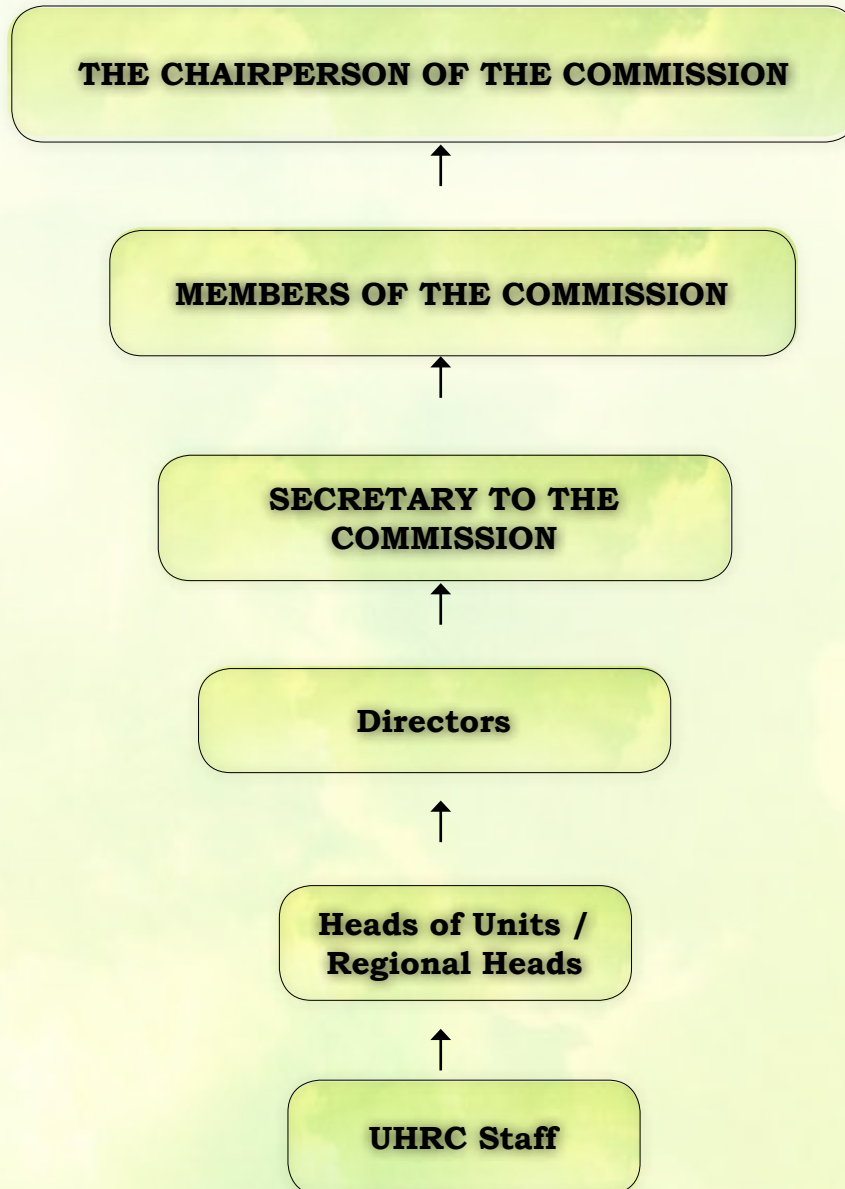 THE CHAIRPERSON OF THE COMMISSION
MEMBERS OF THE COMMISSION
SECRETARY TO THE
COMMISSION
Directors
Heads of Units /
Regional Heads
UHRC Staff